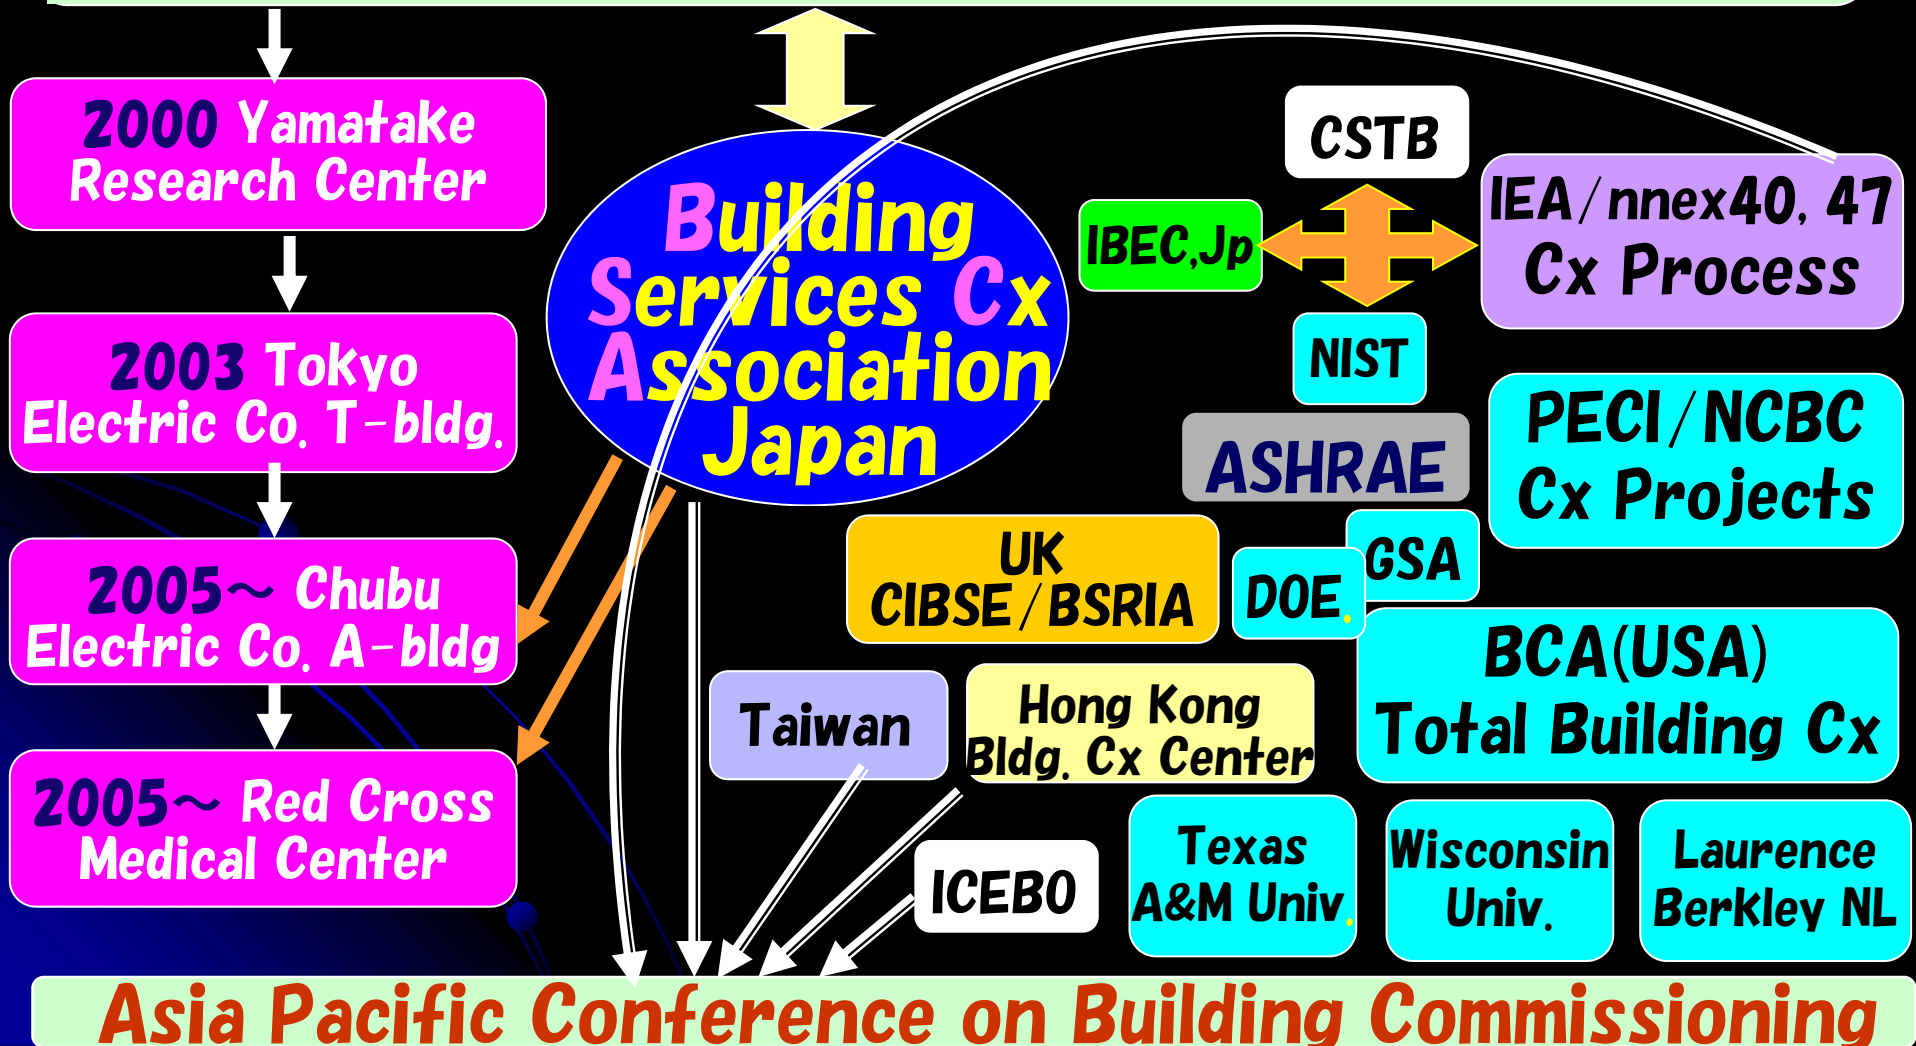 2000 Yamatake
Research Center
2003 Tokyo
Electric Co. T-bldg.
2005～ Chubu
Electric Co. A-bldg
2005～ Red Cross
Medical Center
Building
Services Cx
Association
Japan
CSTB
IBEC,Jp
IEA/nnex40, 47
Cx Process
NIST
PECI/NCBC
Cx Projects
ASHRAE
GSA
UK
CIBSE/BSRIA
DOE.
BCA(USA)
Total Building Cx
Taiwan
Hong Kong
Bldg. Cx Center
ICEBO
Texas
A&M Univ.
Wisconsin
Univ.
Laurence
Berkley NL
Asia Pacific Conference on Building Commissioning